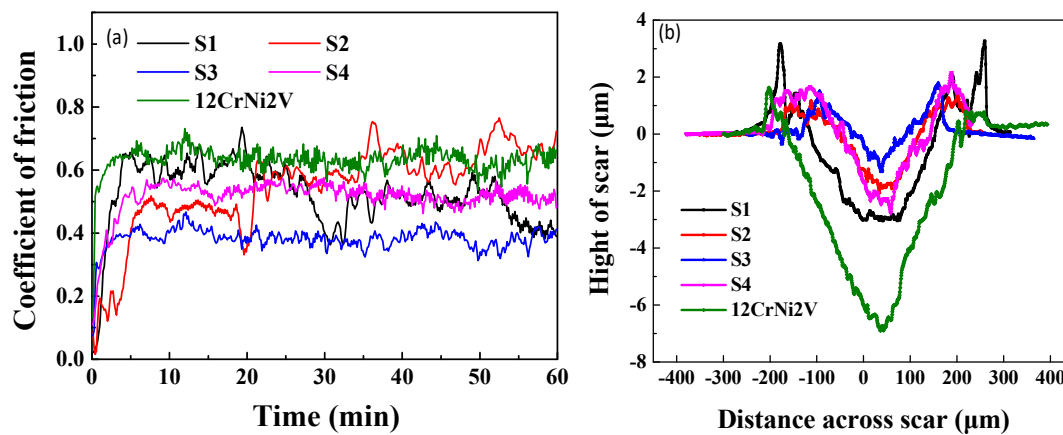 (a)
S1
S2
S3
S4
12CrNi2V
1.0
0.8
0.6
0.4
0.2
0.0
0 10 20 30 40 50 60
Coefficient of friction
Time (min)
(b)
4
2
0
-2
-4
-6
-8
S1
S2
S3
S4
12CrNi2V
-400 -300 -200 -100 0 100 200 300 400
Hight of scar (μm)
Distance across scar (μm)